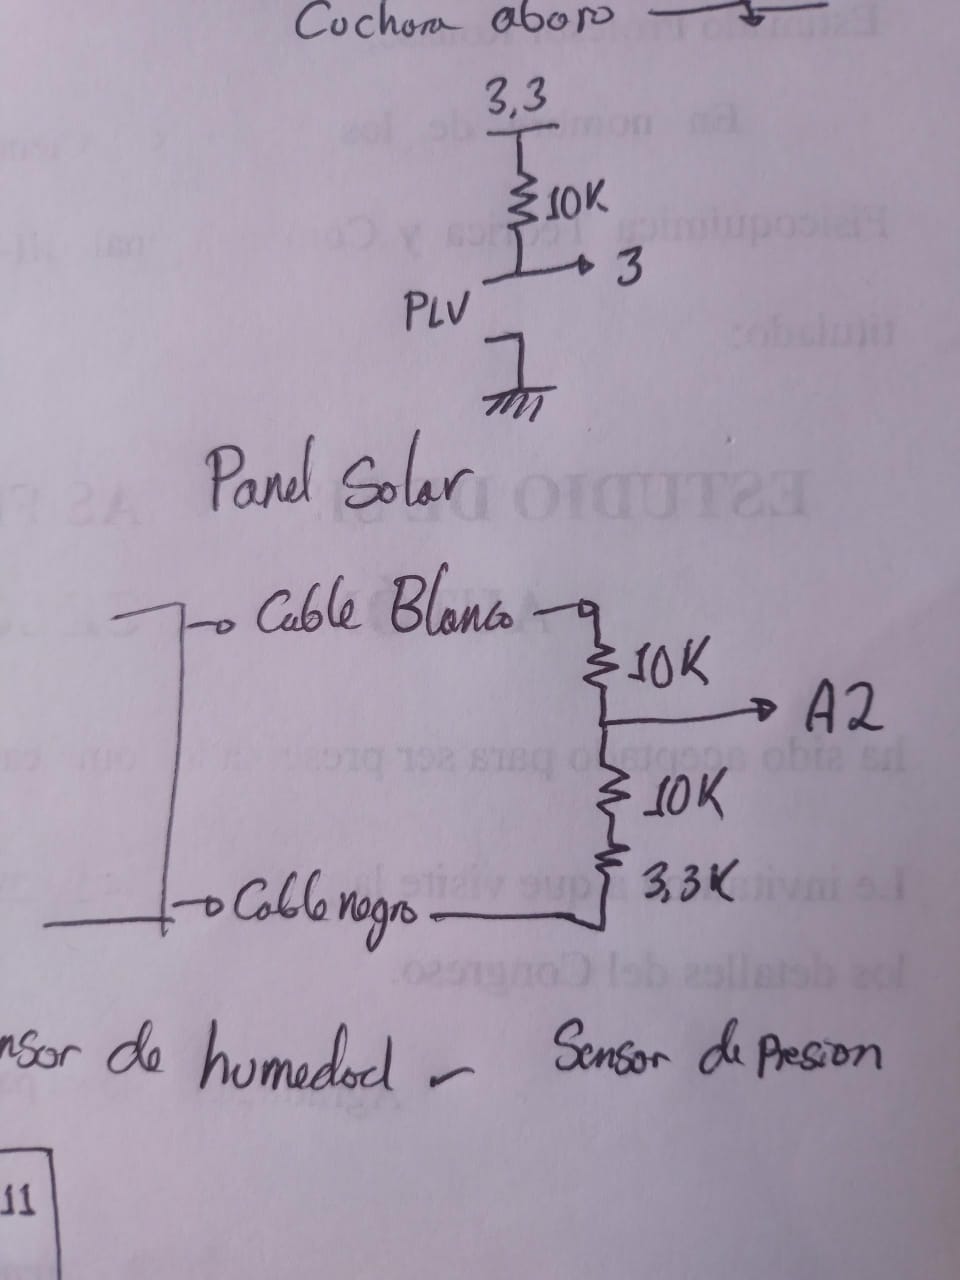 Cuchara aboro
3,3
10K
3
PLV
Panel Solar
Cable Blanco
10K
A2
10K
3,3K
Cable negro
nsor de humedad - Sensor de Presion
11